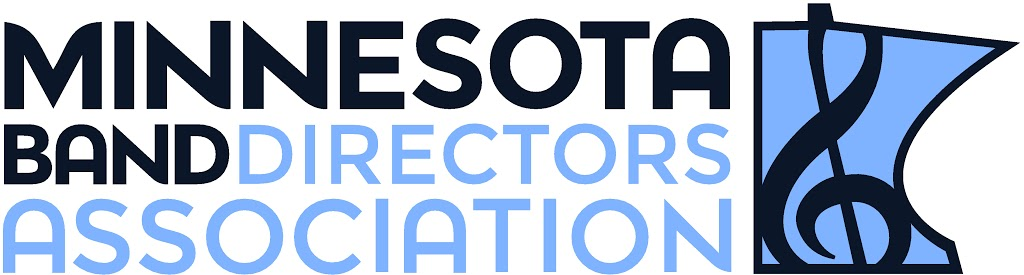 MINNESOTA
BAND DIRECTORS
ASSOCIATION